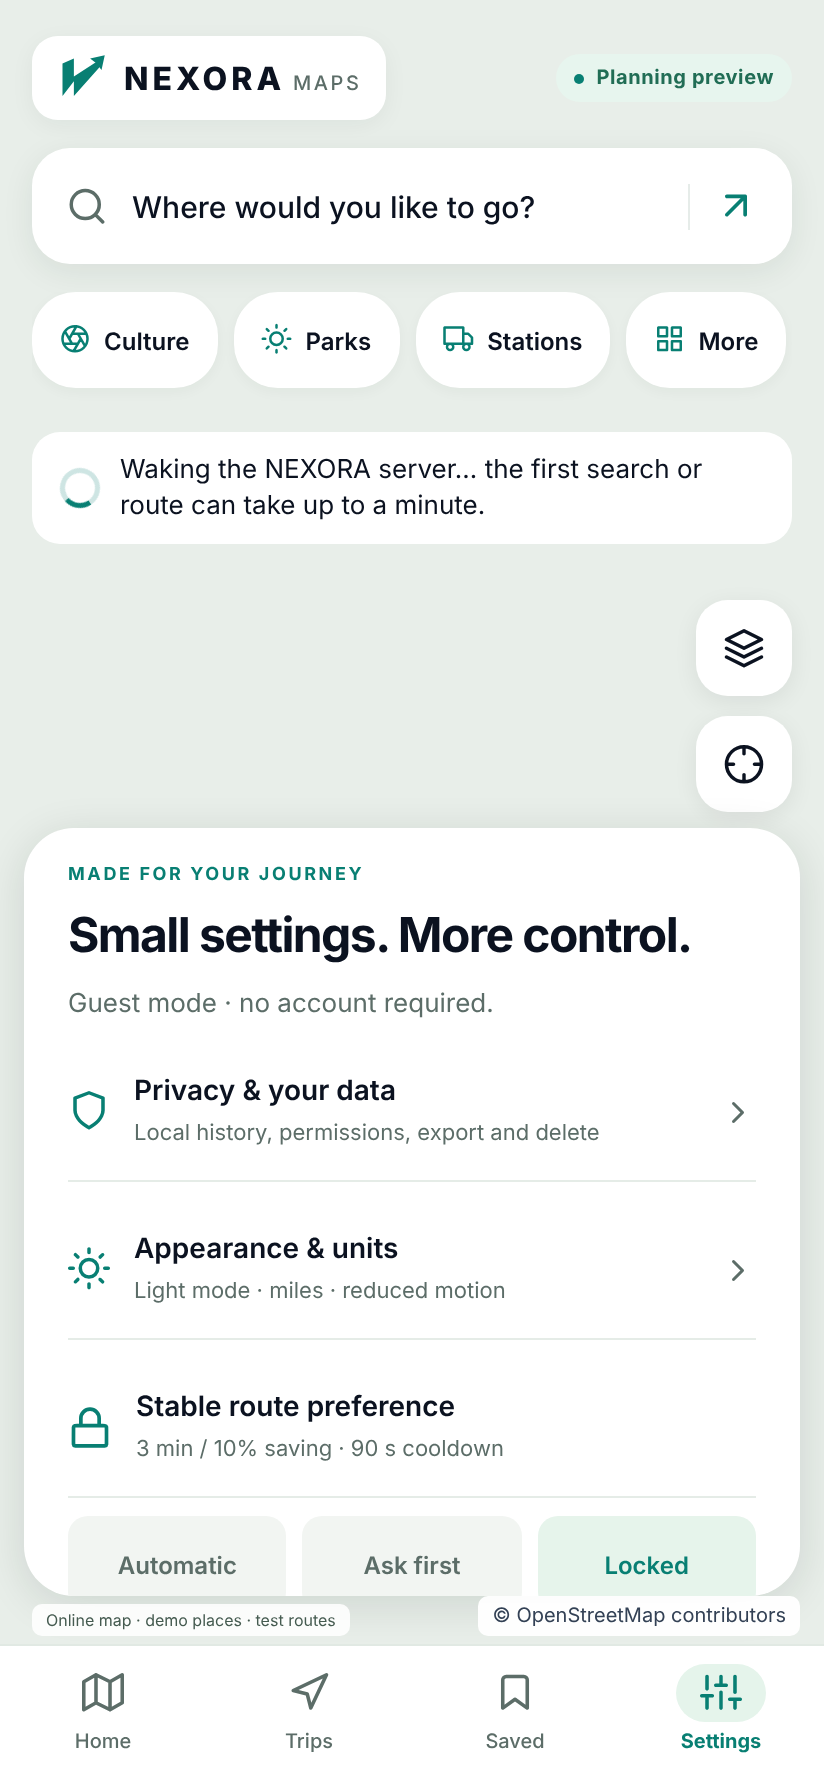 NEXORA MAPS
Planning preview
Where would you like to go?
Culture
Parks
Stations
More
Waking the NEXORA server... the first search or
route can take up to a minute.
MADE FOR YOUR JOURNEY
Small settings. More control.
Guest mode · no account required.
Privacy & your data
Local history, permissions, export and delete
Appearance & units
Light mode · miles · reduced motion
Stable route preference
3 min / 10% saving · 90 s cooldown
Automatic
Ask first
Locked
Online map · demo places · test routes
© OpenStreetMap contributors
Home
Trips
Saved
Settings